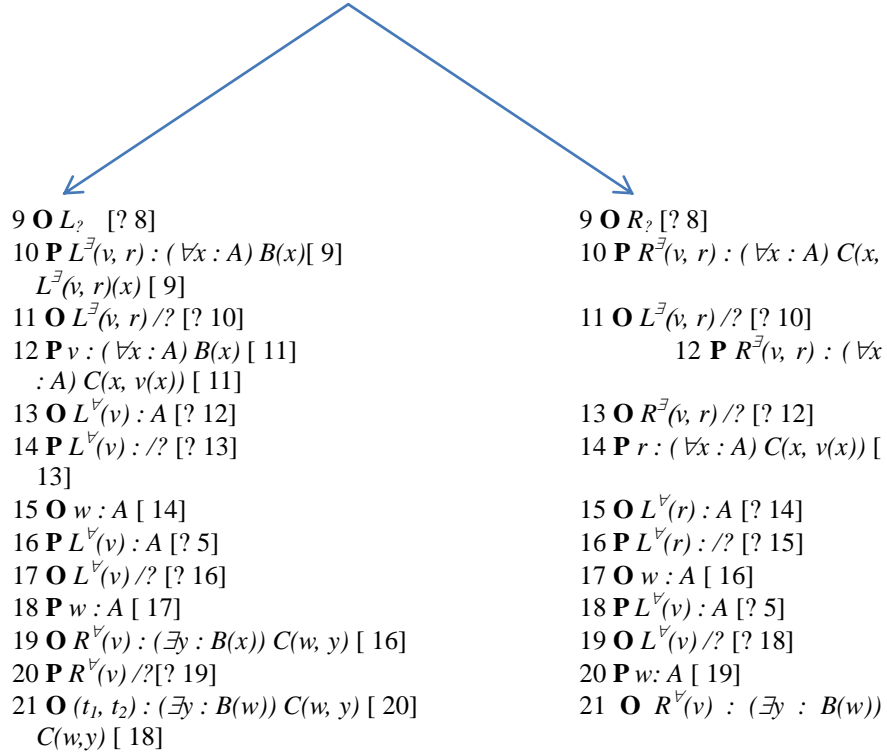 9 O L? [? 8] 9 O R? [? 8]
10 P L∃(v, r) : ( ∀x : A) B(x)[ 9] 10 P R∃(v, r) : ( ∀x : A) C(x,
L∃(v, r)(x) [ 9]
11 O L∃(v, r) /? [? 10] 11 O L∃(v, r) /? [? 10]
12 P v : ( ∀x : A) B(x) [ 11] 12 P R∃(v, r) : ( ∀x
: A) C(x, v(x)) [ 11]
13 O L∀(v) : A [? 12] 13 O R∃(v, r) /? [? 12]
14 P L∀(v) : /? [? 13] 14 P r : ( ∀x : A) C(x, v(x)) [
13]
15 O w : A [ 14] 15 O L∀(r) : A [? 14]
16 P L∀(v) : A [? 5] 16 P L∀(r) : /? [? 15]
17 O L∀(v) /? [? 16] 17 O w : A [ 16]
18 P w : A [ 17] 18 P L∀(v) : A [? 5]
19 O R∀(v) : (∃y : B(x)) C(w, y) [ 16] 19 O L∀(v) /? [? 18]
20 P R∀(v) /?[? 19] 20 P w: A [ 19]
21 O (t1, t2) : (∃y : B(w)) C(w, y) [ 20] 21 O R∀(v) : (∃y : B(w))
C(w,y) [ 18]